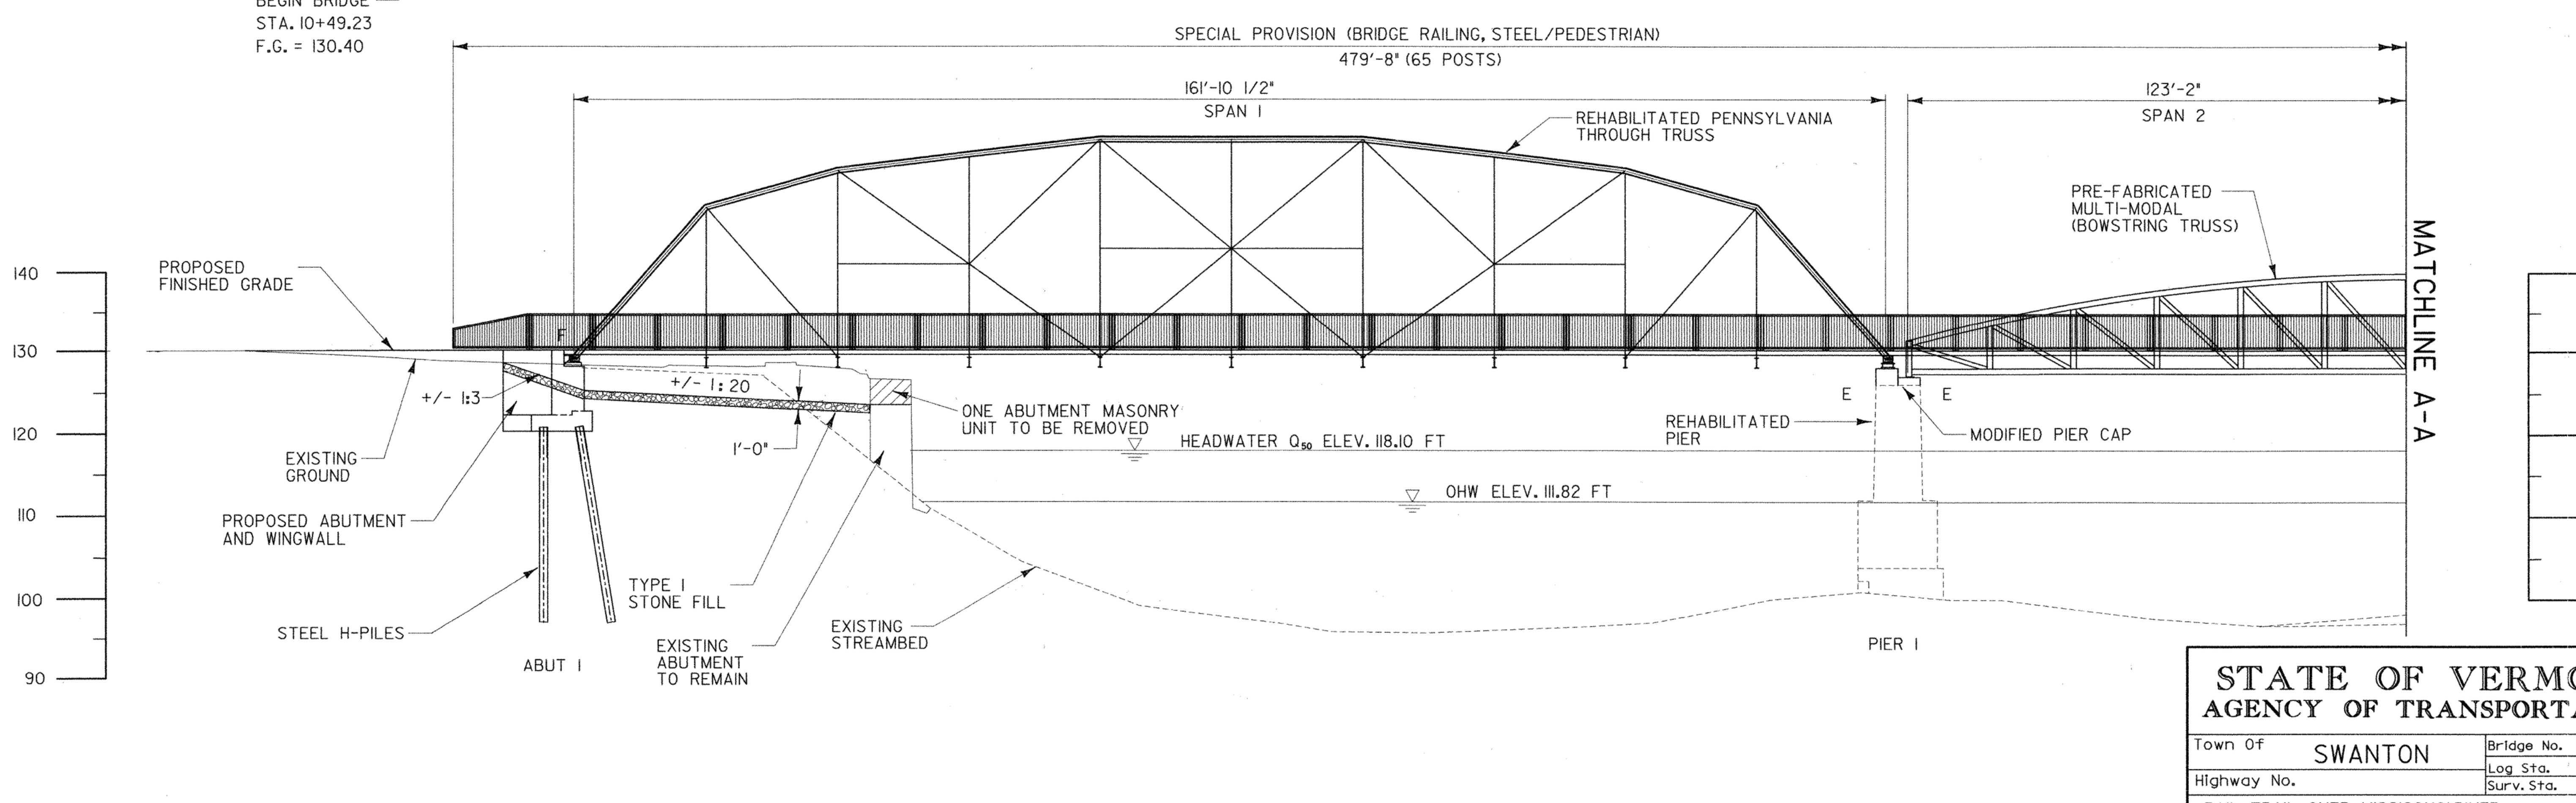 BEGIN BRIDGE
STA. 10+49.23
F.G. = 130.40
SPECIAL PROVISION (BRIDGE RAILING, STEEL/PEDESTRIAN)
479'-8" (65 POSTS)
161'-10 1/2"
SPAN 1
123'-2"
SPAN 2
REHABILITATED PENNSYLVANIA
THROUGH TRUSS
PRE-FABRICATED
MULTI-MODAL
(BOWSTRING TRUSS)
MATCHLINE A-A
PROPOSED
FINISHED GRADE
140
130
120
110
100
90
F
+/- 1:3
+/- 1:20
1'-0"
ONE ABUTMENT MASONRY
UNIT TO BE REMOVED
HEADWATER Q50 ELEV. 118.10 FT
OHW ELEV. 111.82 FT
E
E
REHABILITATED
PIER
MODIFIED PIER CAP
EXISTING
GROUND
PROPOSED ABUTMENT
AND WINGWALL
STEEL H-PILES
ABUT 1
TYPE I
STONE FILL
EXISTING
ABUTMENT
TO REMAIN
EXISTING
STREAMBED
PIER 1
STATE OF VERMO
AGENCY OF TRANSPORTA
Town Of SWANTON
Bridge No.
Log Sta.
Highway No.
Surv. Sta.